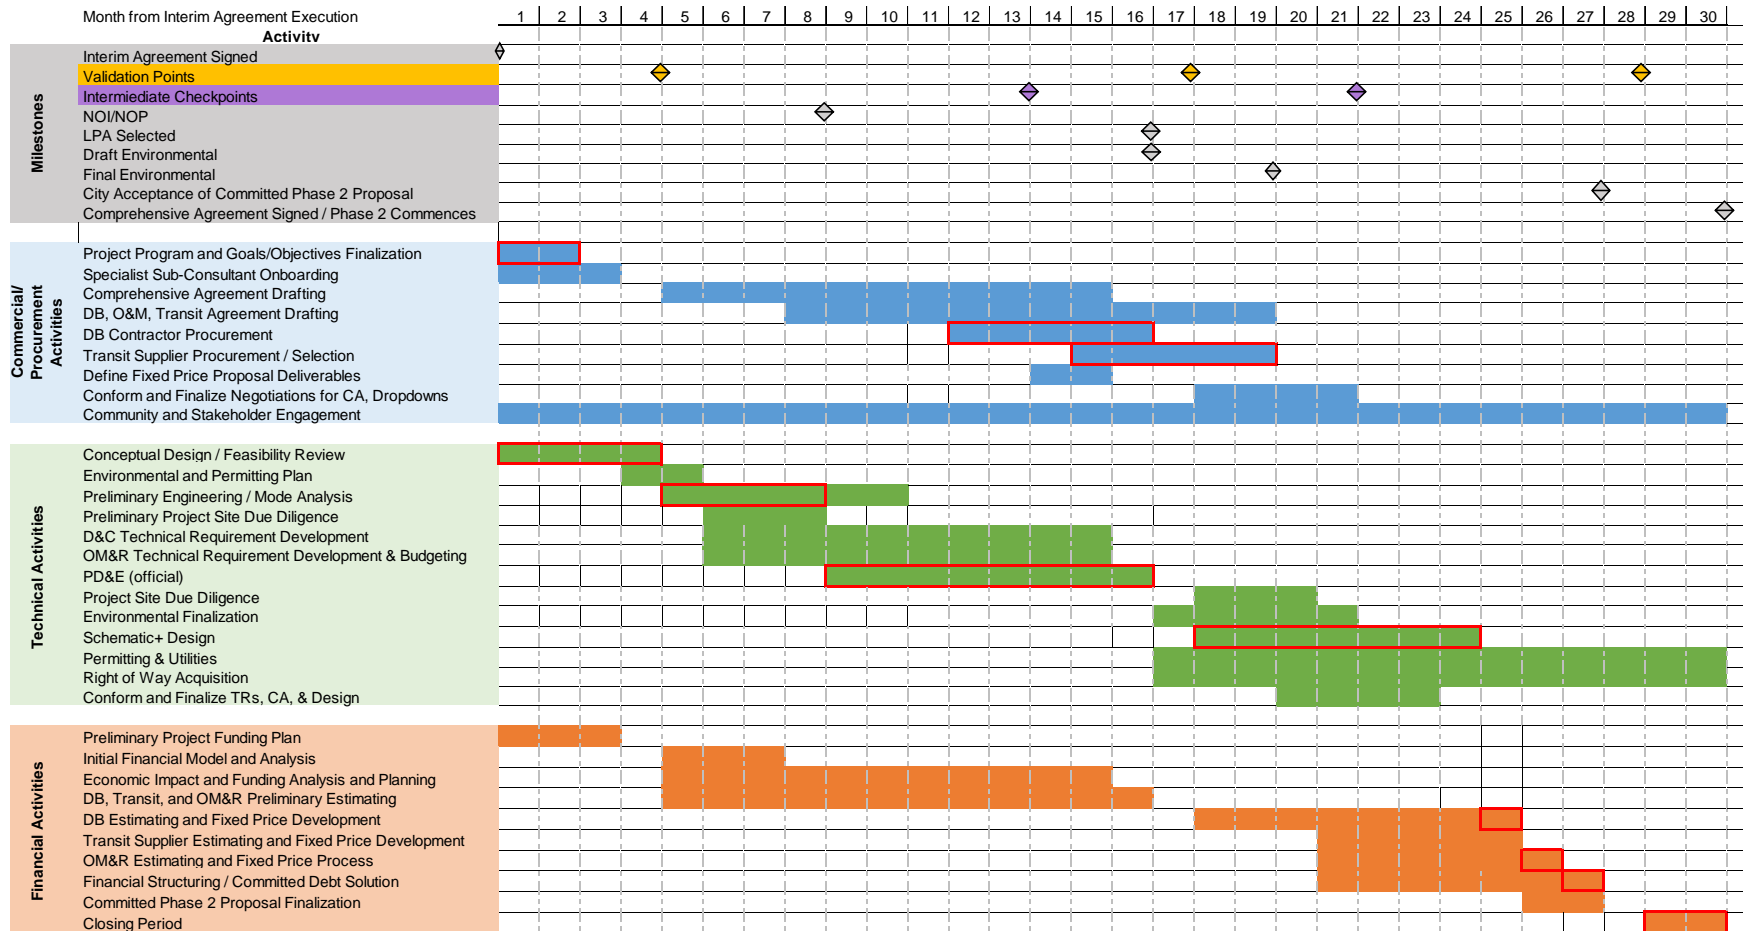 Month from Interim Agreement Execution 1 2 3 4 5 6 7 8 9 10 11 12 13 14 15 16 17 18 19 20 21 22 23 24 25 26 27 28 29 30
Activity
Milestones
Interim Agreement Signed
Validation Points
Intermediate Checkpoints
NOI/NOP
LPA Selected
Draft Environmental
Final Environmental
City Acceptance of Committed Phase 2 Proposal
Comprehensive Agreement Signed / Phase 2 Commences
Commercial/
Procurement
Activities
Project Program and Goals/Objectives Finalization
Specialist Sub-Consultant Onboarding
Comprehensive Agreement Drafting
DB, O&M, Transit Agreement Drafting
DB Contractor Procurement
Transit Supplier Procurement / Selection
Define Fixed Price Proposal Deliverables
Conform and Finalize Negotiations for CA, Dropdowns
Community and Stakeholder Engagement
Technical Activities
Conceptual Design / Feasibility Review
Environmental and Permitting Plan
Preliminary Engineering / Mode Analysis
Preliminary Project Site Due Diligence
D&C Technical Requirement Development
OM&R Technical Requirement Development & Budgeting
PD&E (official)
Project Site Due Diligence
Environmental Finalization
Schematic+ Design
Permitting & Utilities
Right of Way Acquisition
Conform and Finalize TRs, CA, & Design
Financial Activities
Preliminary Project Funding Plan
Initial Financial Model and Analysis
Economic Impact and Funding Analysis and Planning
DB, Transit, and OM&R Preliminary Estimating
DB Estimating and Fixed Price Development
Transit Supplier Estimating and Fixed Price Development
OM&R Estimating and Fixed Price Process
Financial Structuring / Committed Debt Solution
Committed Phase 2 Proposal Finalization
Closing Period